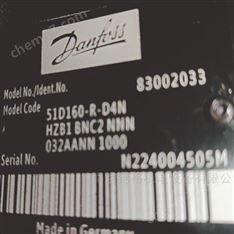 Danfoss
Model No./Ident.No. 83002033
Model Code 51D160-R-D4N
HZB1 BNC2 NNN
032AANN 1000
Serial No. N224004505M
Made in Germany